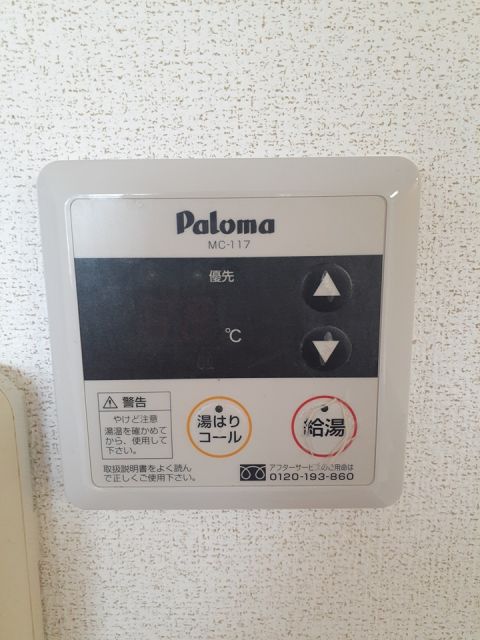 Paloma
MC-117
優先
℃
⚠ 警告
やけど注意
湯温を確かめて
から、使用して
下さい。
取扱説明書をよく読ん
で正しくご使用下さい。
湯はり
コール
給湯
アフターサービスのご用命は
0120-193-860